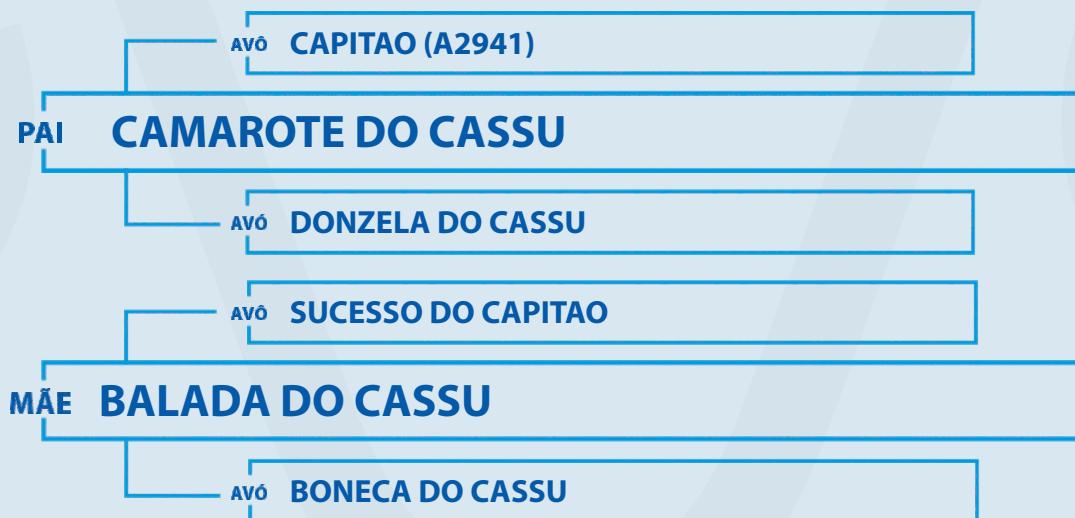 AVÔ CAPITAO (A2941)
PAI CAMAROTE DO CASSU
AVÓ DONZELA DO CASSU
AVÔ SUCESSO DO CAPITAO
MÃE BALADA DO CASSU
AVÓ BONECA DO CASSU